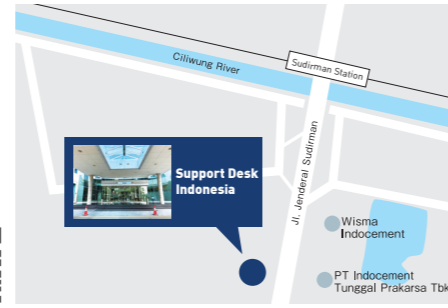 Ciliwung River
Sudirman Station
Support Desk
Indonesia
Jl. Jenderal Sudirman
Wisma
Indocement
PT Indocement
Tunggal Prakarsa Tbk